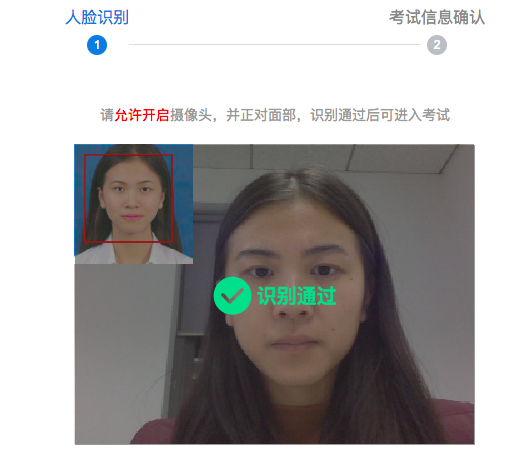 人脸识别 考试信息确认
1 2
请允许开启摄像头，并正对面部，识别通过后可进入考试
识别通过